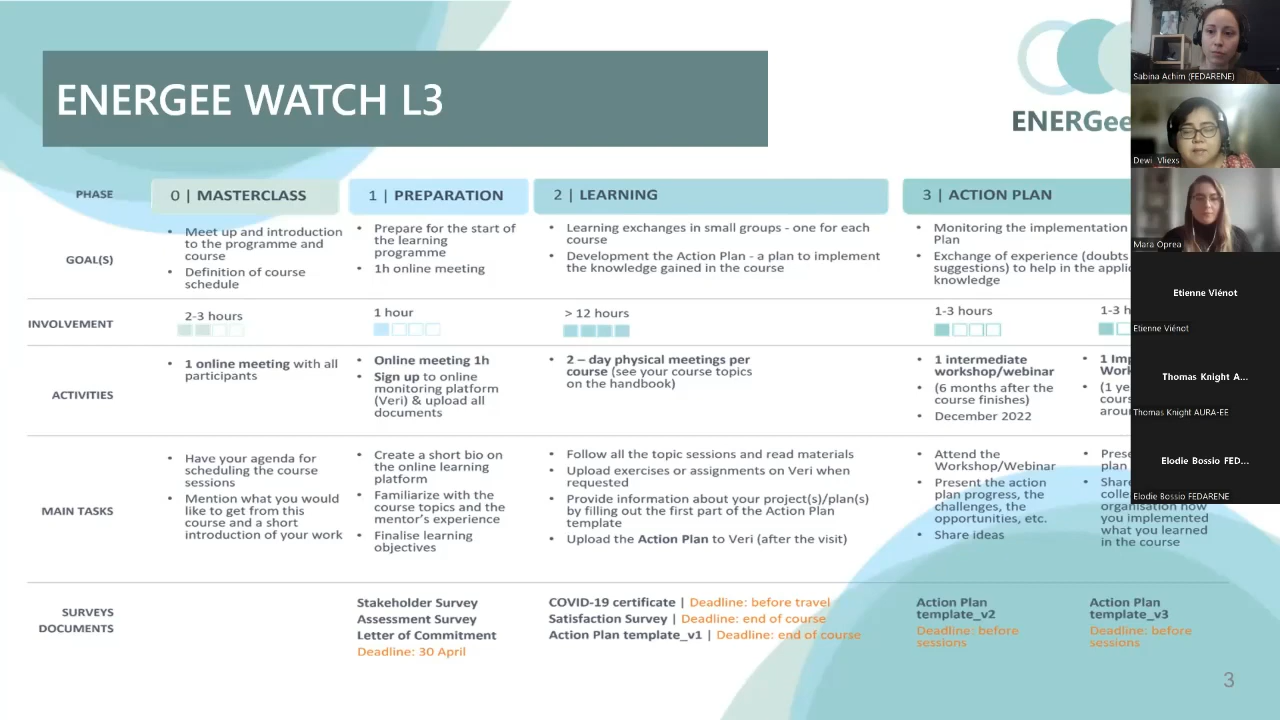 ENERGEE WATCH L3
ENERGee
PHASE
0 | MASTERCLASS
1 | PREPARATION
2 | LEARNING
3 | ACTION PLAN
GOAL(S)
• Meet up and introduction
to the programme and
course
• Definition of course
schedule
• Prepare for the start of
the learning
programme
• 1h online meeting
• Learning exchanges in small groups - one for each
course
• Development the Action Plan - a plan to implement
the knowledge gained in the course
• Monitoring the implementation
Plan
• Exchange of experience (doubts
suggestions) to help in the
knowledge
INVOLVEMENT
2-3 hours
1 hour
> 12 hours
1-3 hours
1-3
ACTIVITIES
• 1 online meeting with all
participants
• Online meeting 1h
• Sign up to online
monitoring platform
(Veri) & upload all
documents
• 2 – day physical meetings per
course (see your course topics
on the handbook)
• 1 intermediate
workshop/webinar
• (6 months after the
course finishes)
• December 2022
• 1
(1
MAIN TASKS
• Have your agenda for
scheduling the course
sessions
• Mention what you would
like to get from this
course and a short
introduction of your work
• Create a short bio on
the online learning
platform
• Familiarize with the
course topics and the
mentor’s experience
• Finalise learning
objectives
• Follow all the topic sessions and read materials
• Upload exercises or assignments on Veri when
requested
• Provide information about your project(s)/plan(s)
by filling out the first part of the Action Plan
template
• Upload the Action Plan to Veri (after the visit)
• Attend the
Workshop/Webinar
• Present the action
plan progress, the
challenges, the
opportunities, etc.
• Share ideas
•
plan
•
organisation how
you implemented
what you learned
in the course
SURVEYS
DOCUMENTS
Stakeholder Survey
Assessment Survey
Letter of Commitment
Deadline: 30 April
COVID-19 certificate | Deadline: before travel
Satisfaction Survey | Deadline: end of course
Action Plan template_v1 | Deadline: end of course
Action Plan
template_v2
Deadline: before
sessions
Action Plan
template_v3
Deadline: before
sessions
3
Sabina Achim (FEDARENE)
Dewi_Vliexs
Mara Oprea
Etienne Viénot
Etienne Viénot
Thomas Knight A...
Thomas Knight AURA-EE
Elodie Bossio FED...
Elodie Bossio FEDARENE